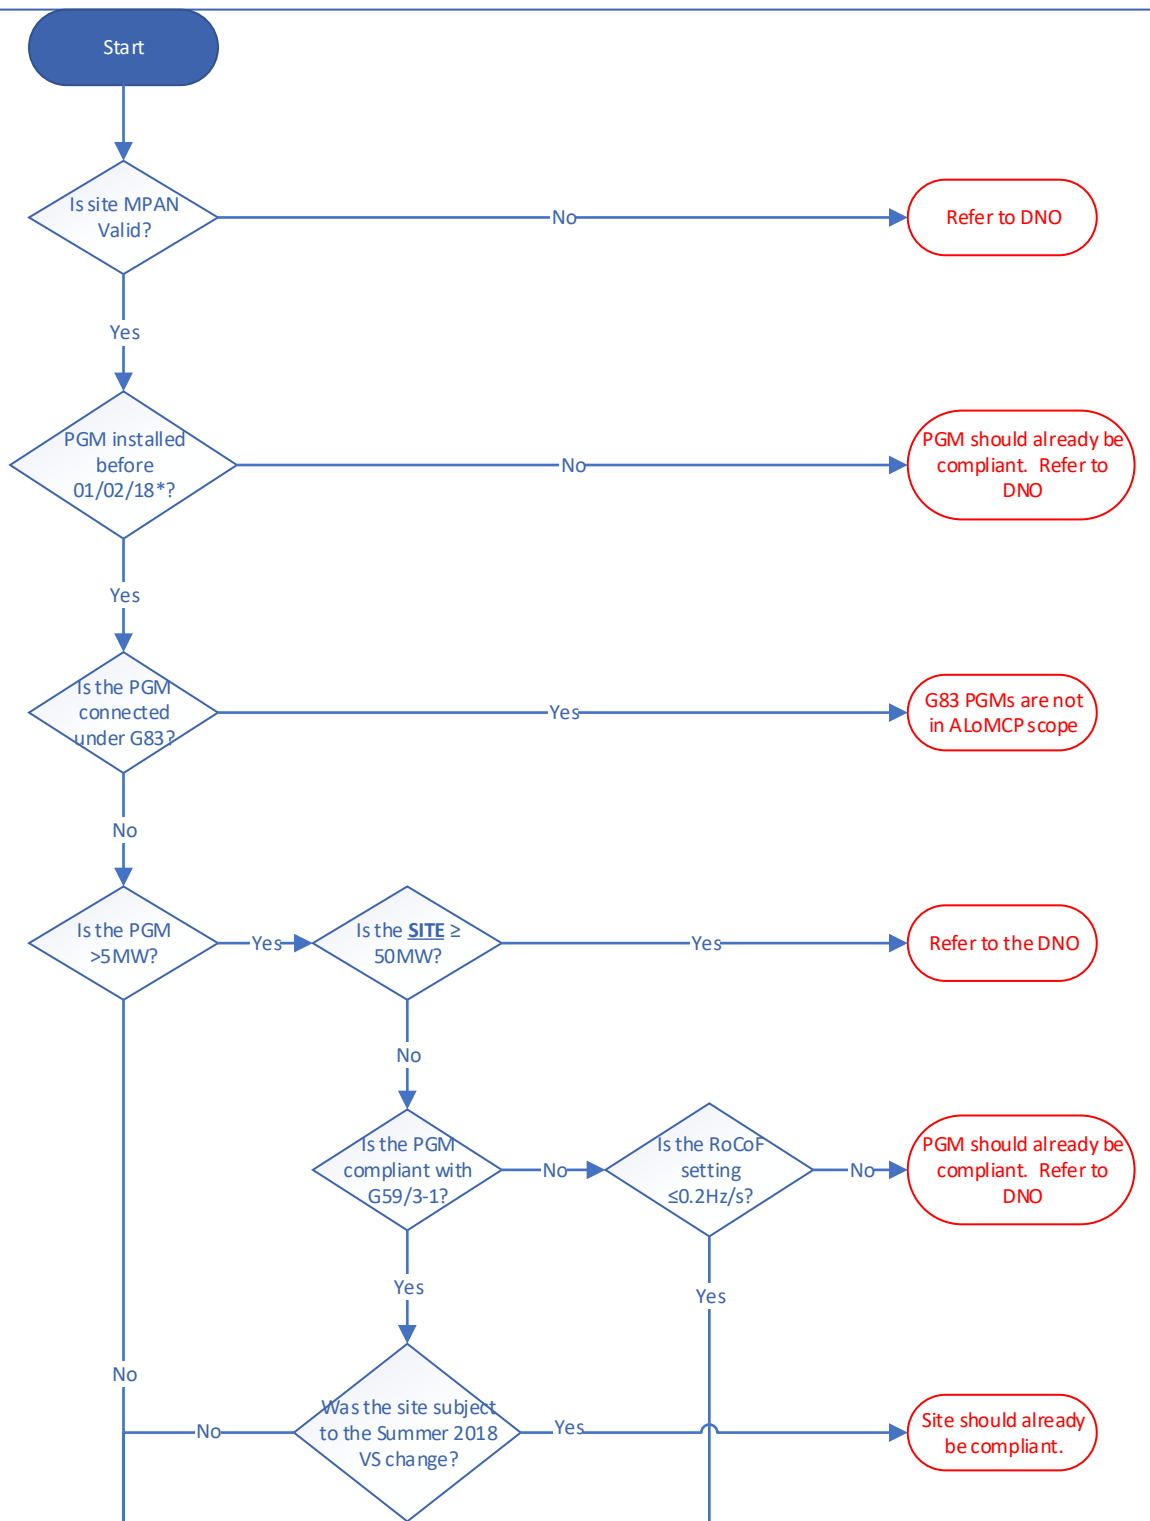 Start
Is site MPAN
Valid?
No
Refer to DNO
Yes
PGM installed
before
01/02/18*?
No
PGM should already be
compliant. Refer to
DNO
Yes
Is the PGM
connected
under G83?
Yes
G83 PGMs are not
in ALoMCP scope
No
Is the PGM
>5MW?
Yes
Is the SITE ≥
50MW?
Yes
Refer to the DNO
No
Is the PGM
compliant with
G59/3-1?
No
Is the RoCoF
setting
≤0.2Hz/s?
No
PGM should already be
compliant. Refer to
DNO
Yes
Yes
No
No
Was the site subject
to the Summer 2018
VS change?
Yes
Site should already
be compliant.